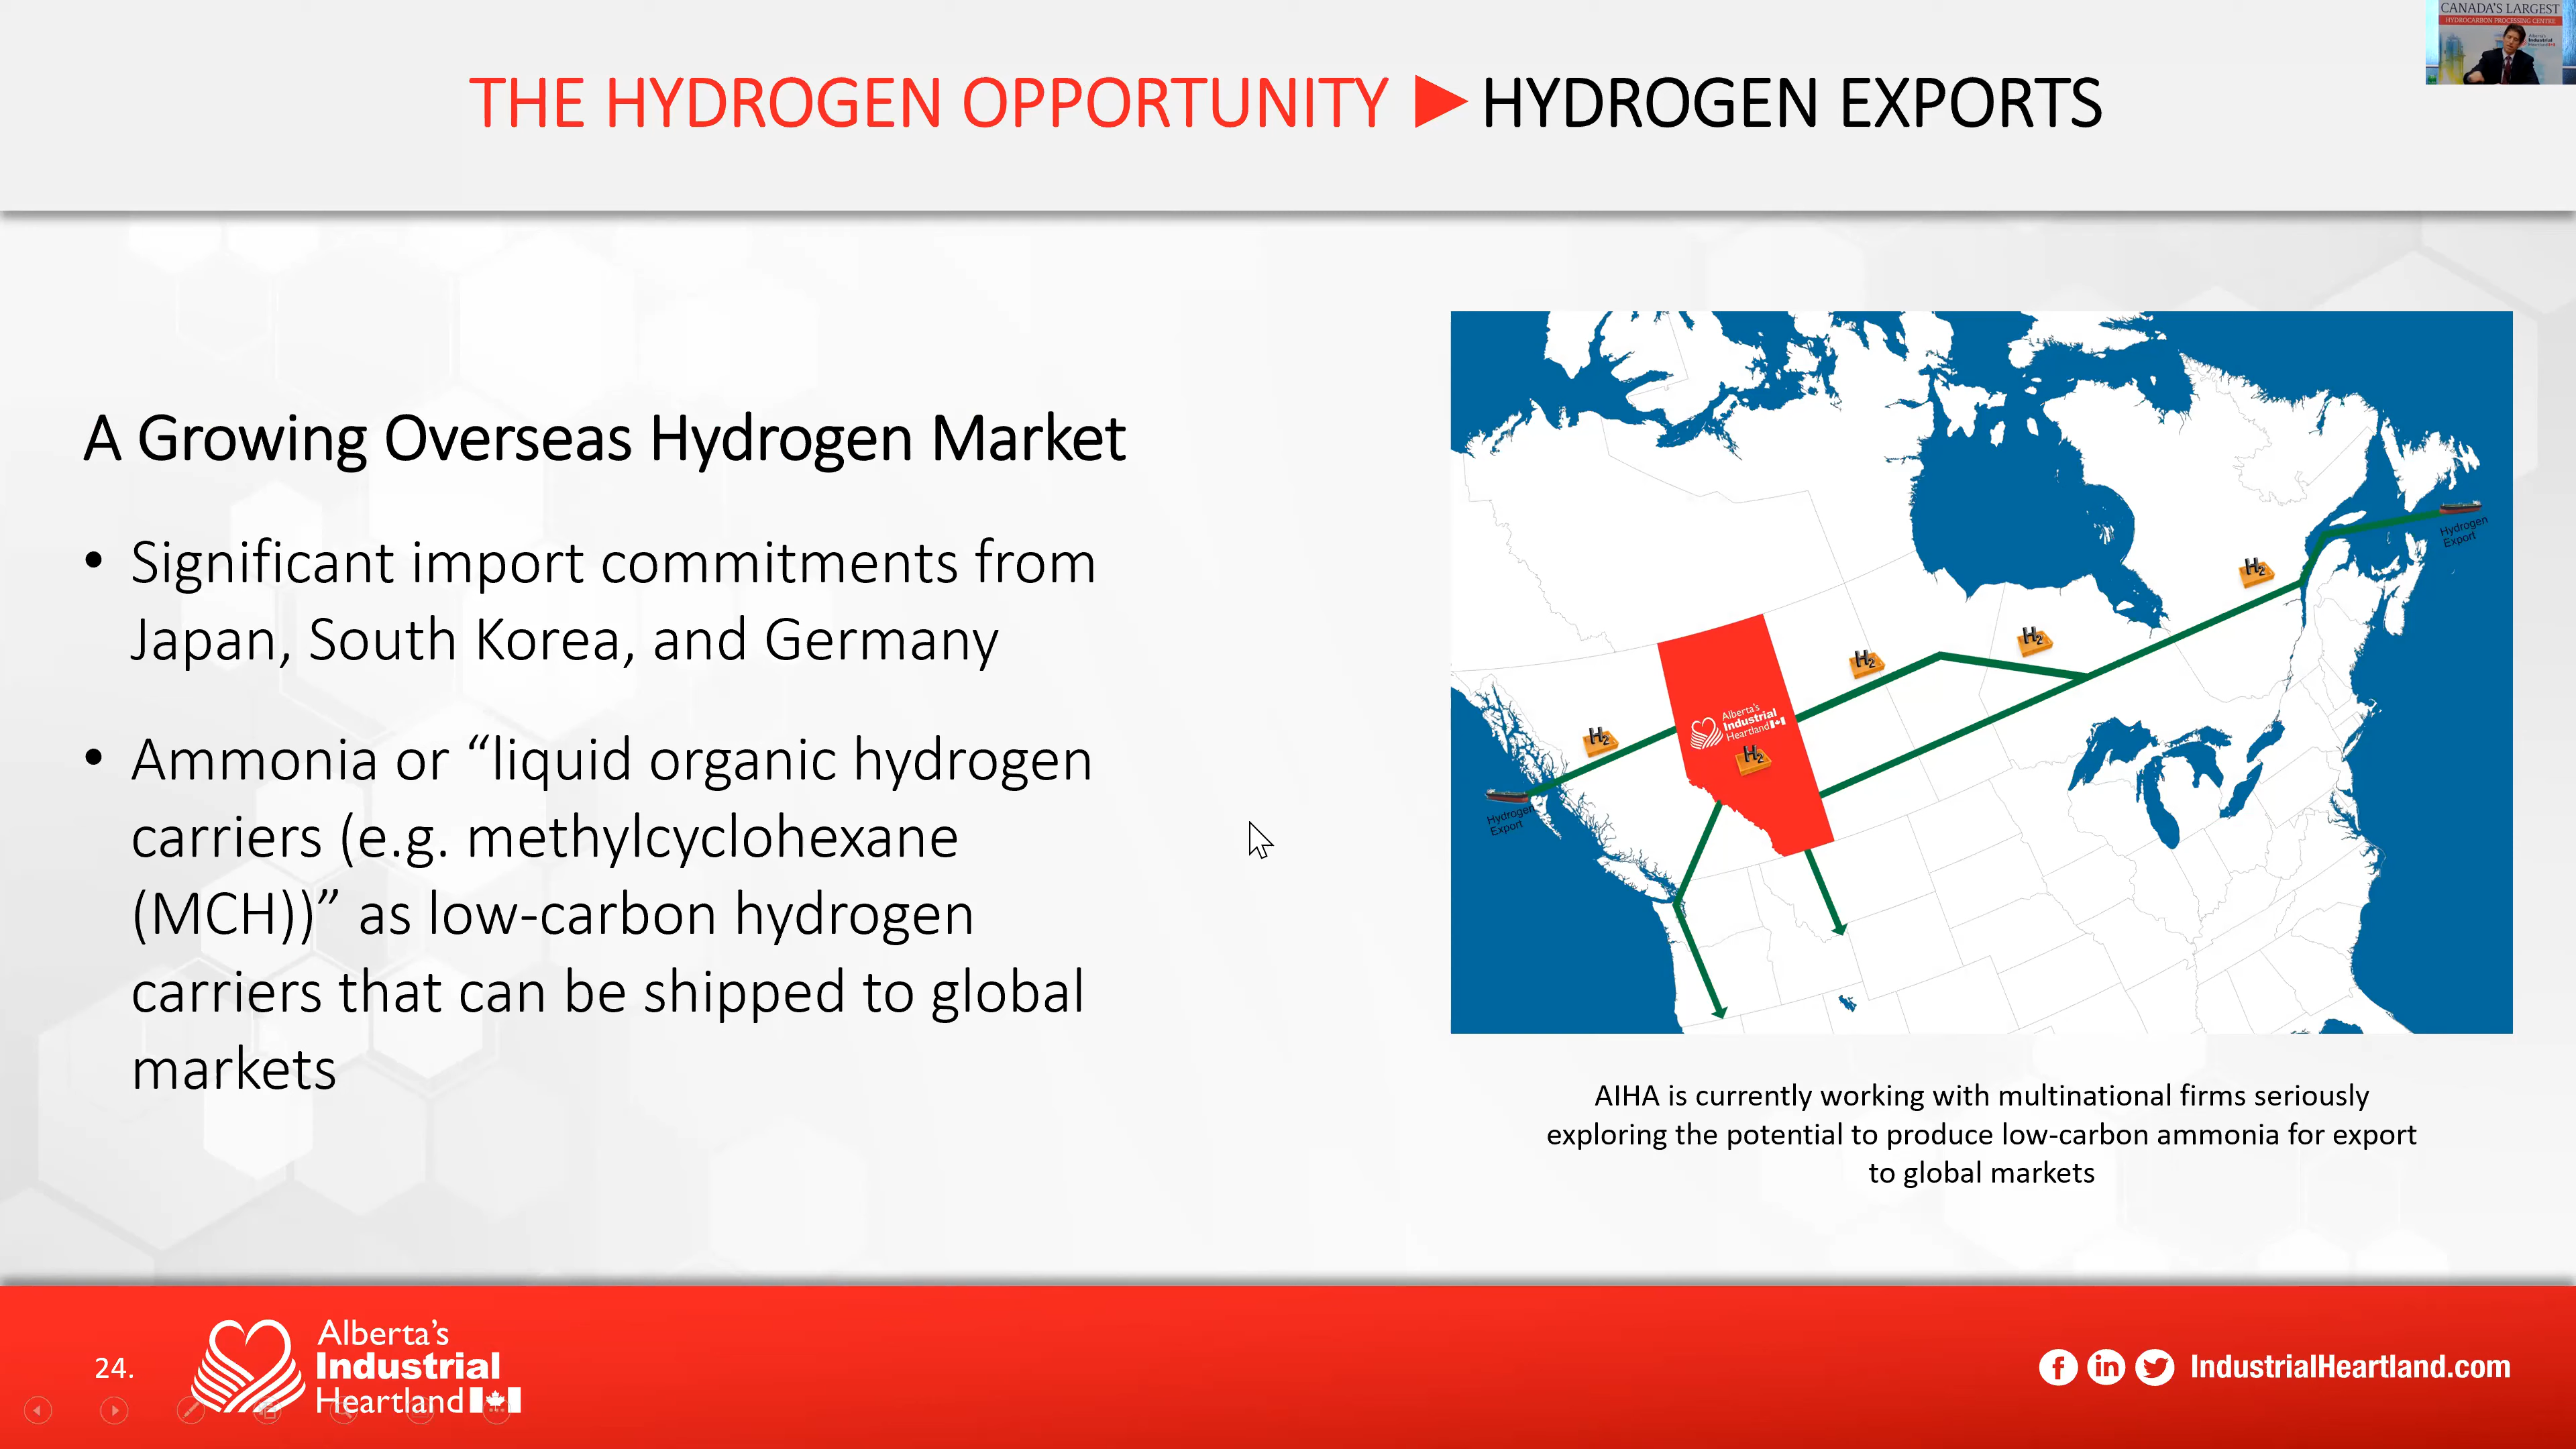 CANADA'S LARGEST
HYDROCARBON PROCESSING CENTRE
Alberta's
Industrial
Heartland
THE HYDROGEN OPPORTUNITY ▶ HYDROGEN EXPORTS
A Growing Overseas Hydrogen Market
• Significant import commitments from
Japan, South Korea, and Germany
• Ammonia or “liquid organic hydrogen
carriers (e.g. methylcyclohexane
(MCH))” as low-carbon hydrogen
carriers that can be shipped to global
markets
Hydrogen
Export
H2
H2
H2
H2
Alberta's
Industrial
Heartland
H2
Hydrogen
Export
AIHA is currently working with multinational firms seriously
exploring the potential to produce low-carbon ammonia for export
to global markets
24.
Alberta's
Industrial
Heartland
IndustrialHeartland.com